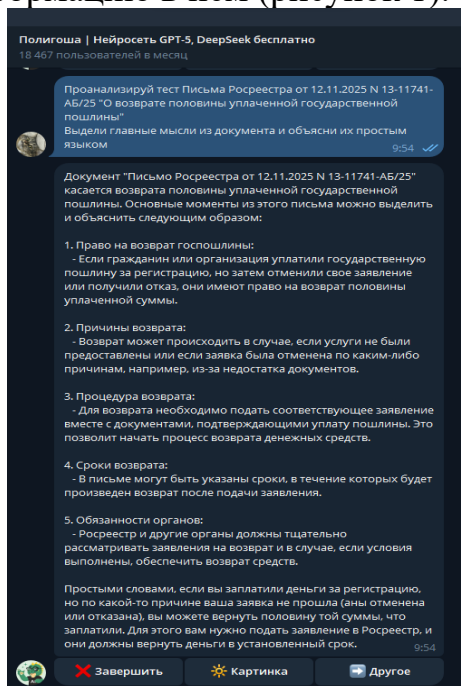 Полигоша | Нейросеть GPT-5, DeepSeek бесплатно
18 467 пользователей в месяц
Проанализируй тест Письма Росреестра от 12.11.2025 N 13-11741-
АБ/25 "О возврате половины уплаченной государственной
пошлины"
Выдели главные мысли из документа и объясни их простым
языком
9:54
Документ "Письмо Росреестра от 12.11.2025 N 13-11741-АБ/25"
касается возврата половины уплаченной государственной
пошлины. Основные моменты из этого письма можно выделить
и объяснить следующим образом:
1. Право на возврат госпошлины:
- Если гражданин или организация уплатили государственную
пошлину за регистрацию, но затем отменили свое заявление
или получили отказ, они имеют право на возврат половины
уплаченной суммы.
2. Причины возврата:
- Возврат может происходить в случае, если услуги не были
предоставлены или если заявка была отменена по каким-либо
причинам, например, из-за недостатка документов.
3. Процедура возврата:
- Для возврата необходимо подать соответствующее заявление
вместе с документами, подтверждающими уплату пошлины. Это
позволит начать процесс возврата денежных средств.
4. Сроки возврата:
- В письме могут быть указаны сроки, в течение которых будет
произведен возврат после подачи заявления.
5. Обязанности органов:
- Росреестр и другие органы должны тщательно
рассматривать заявления на возврат и в случае, если условия
выполнены, обеспечить возврат средств.
Простыми словами, если вы заплатили деньги за регистрацию,
но по какой-то причине ваша заявка не прошла (аны отменена
или отказана), вы можете вернуть половину той суммы, что
заплатили. Для этого вам нужно подать заявление в Росреестр, и
они должны вернуть деньги в установленный срок.
9:54
Завершить
Картинка
Другое